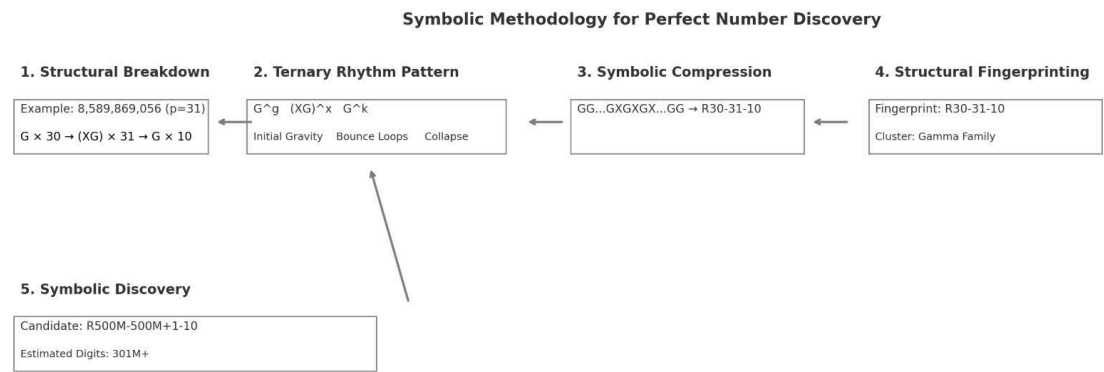 Symbolic Methodology for Perfect Number Discovery
1. Structural Breakdown
Example: 8,589,869,056 (p=31)
G × 30 → (XG) × 31 → G × 10
2. Ternary Rhythm Pattern
G^g (XG)^x G^k
Initial Gravity Bounce Loops Collapse
3. Symbolic Compression
GG...GXGXGX...GG → R30-31-10
4. Structural Fingerprinting
Fingerprint: R30-31-10
Cluster: Gamma Family
5. Symbolic Discovery
Candidate: R500M-500M+1-10
Estimated Digits: 301M+